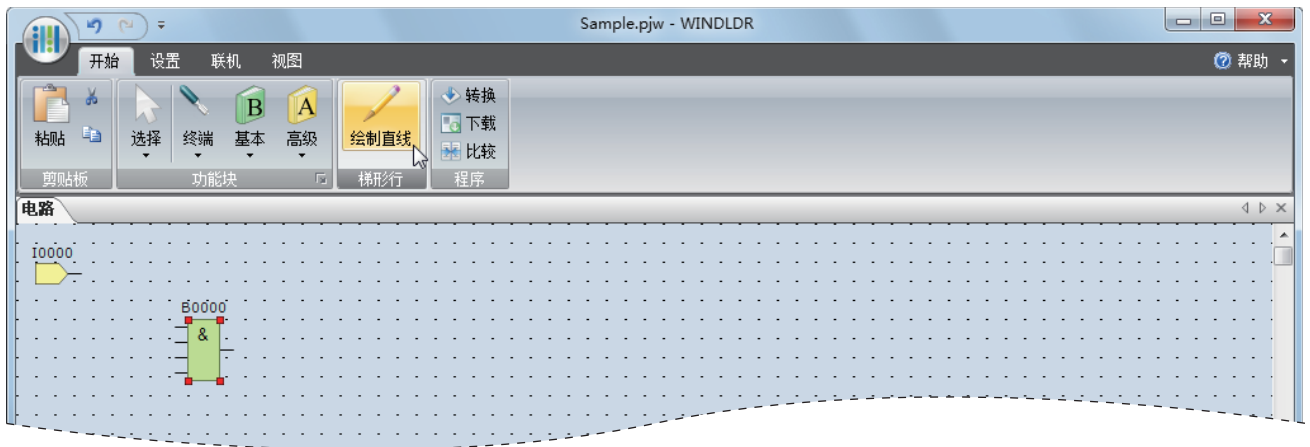 Sample.pjw - WINDLDR
开始 设置 联机 视图 帮助
粘贴 选择 终端 B 基本 A 高级 绘制直线 转换
下载
比较
剪贴板 功能块 梯形行 程序
电路
I0000
B0000
&